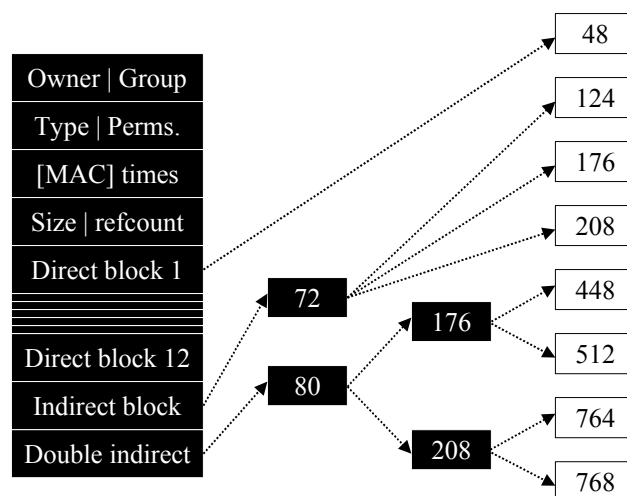 Owner | Group
Type | Perms.
[MAC] times
Size | refcount
Direct block 1
Direct block 12
Indirect block
Double indirect
72
80
176
208
48
124
176
208
448
512
764
768